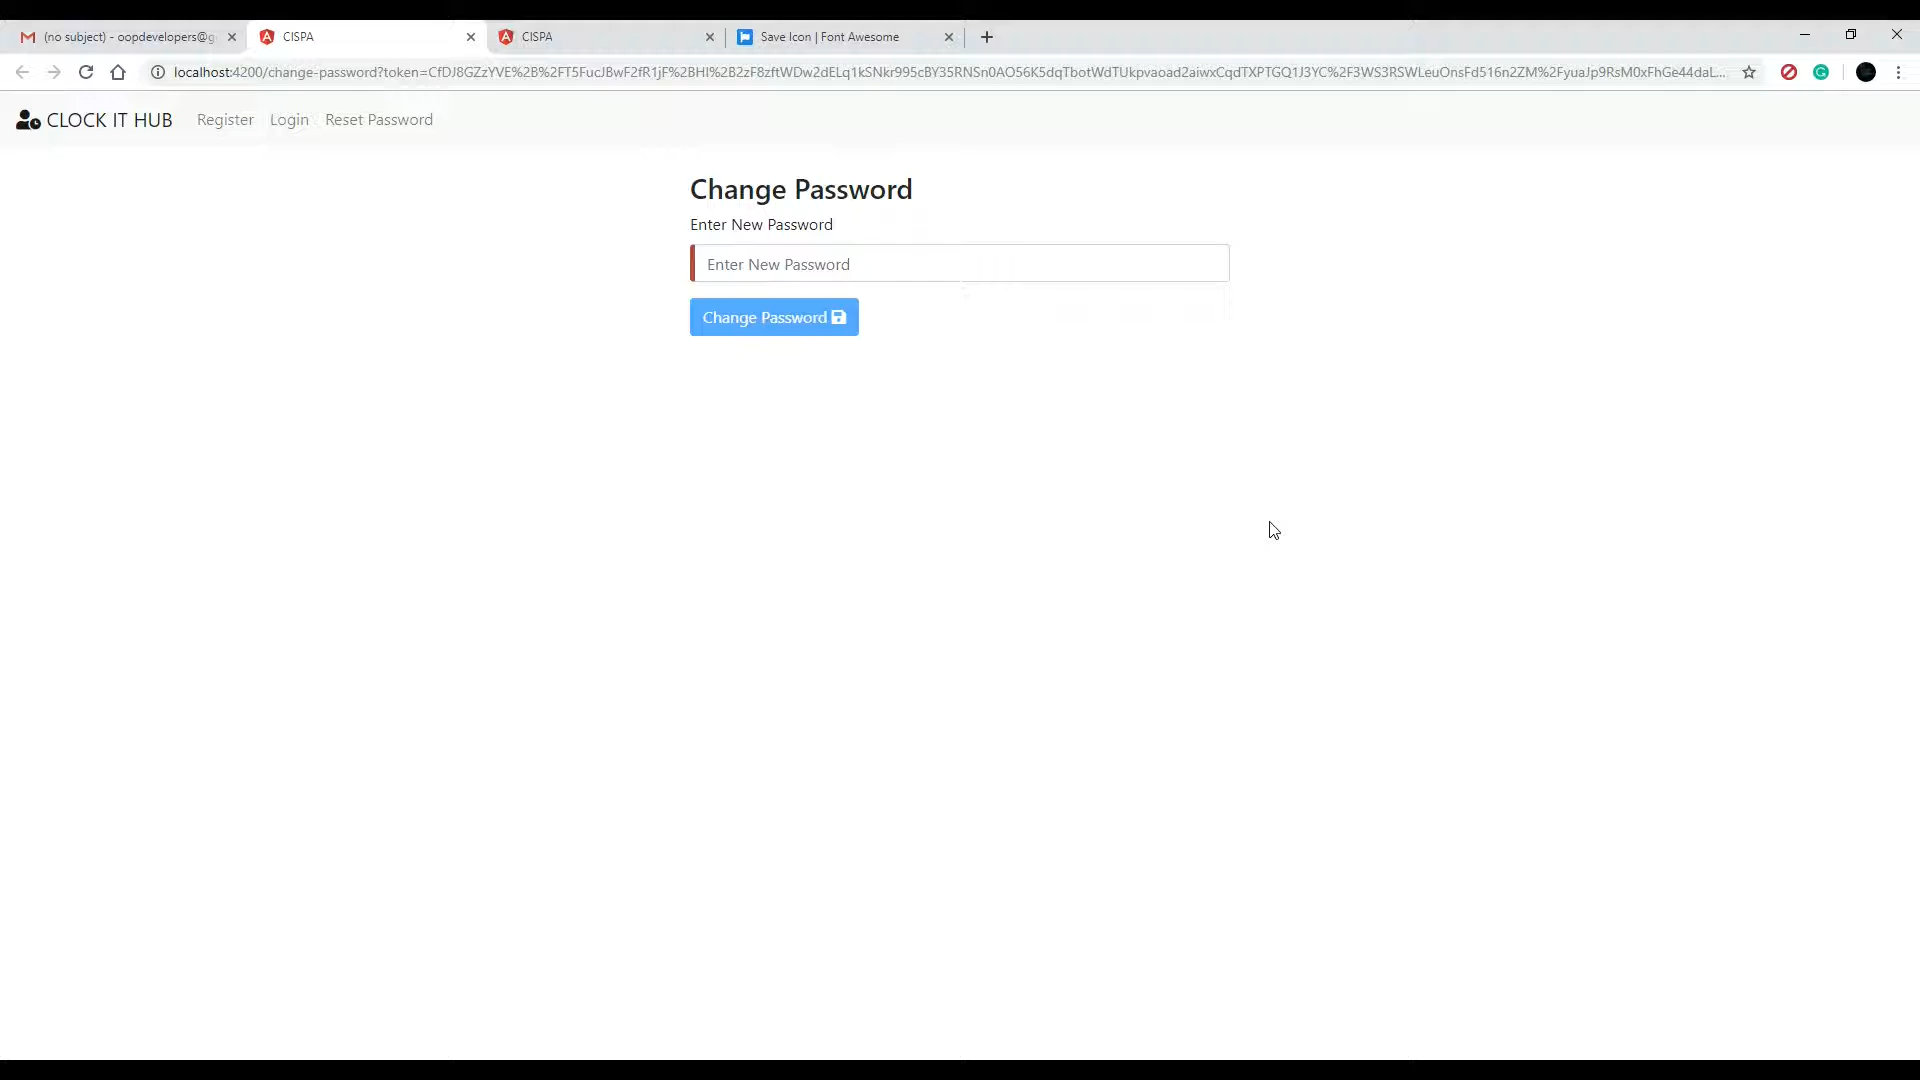 (no subject) - oopdevelopers@g
CISPA
CISPA
Save Icon | Font Awesome
localhost:4200/change-password?token=CfDJ8GZzYVE%2B%2FT5FucJBwF2fR1jF%2BHI%2B2zF8zftWDw2dELq1kSNkr995cBY35RNSn0AO56K5dqTbotWdTUkpvaoad2aiwxCqdTXPTGQ1J3YC%2F3WS3RSWLeuOnsFd516n2ZM%2FyuaJp9RsM0xFhGe44daL...
CLOCK IT HUB Register Login Reset Password
Change Password
Enter New Password
Enter New Password
Change Password